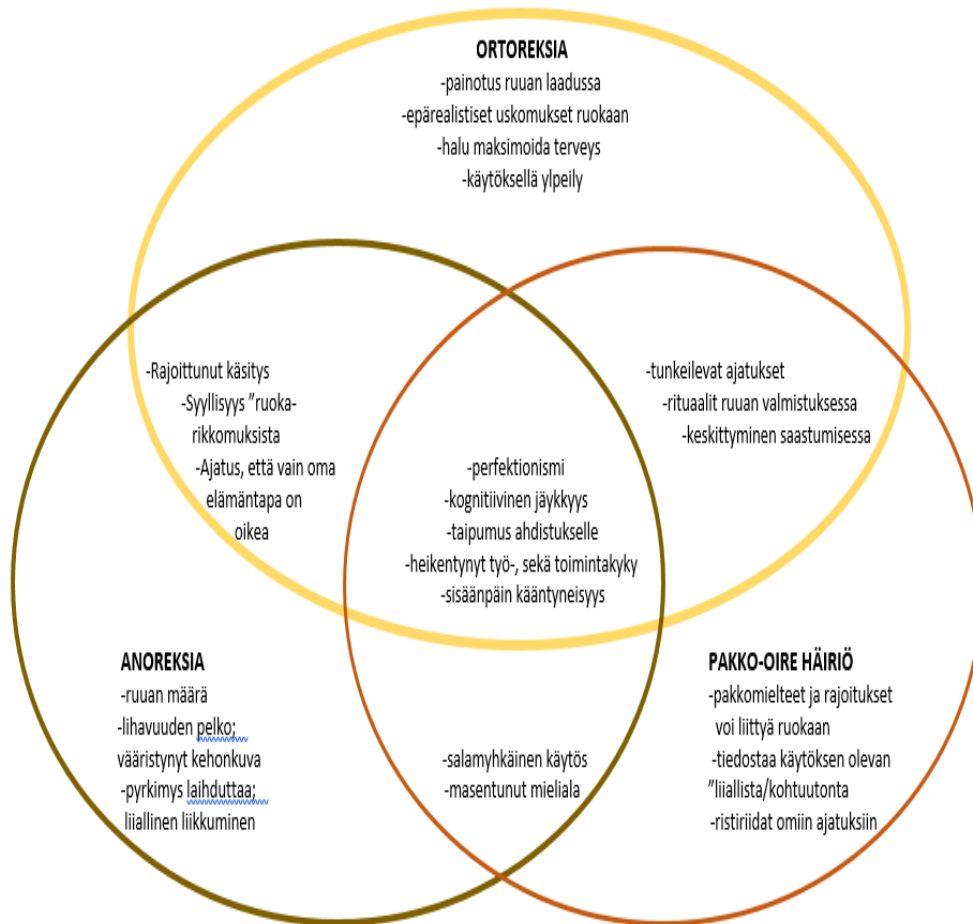 ORTOREKSIA
-painotus ruuan laadussa
-epärealistiset uskomukset ruokaan
-halu maksimoida terveys
-käytöksellä ylpeily
-Rajoittunut käsitys
-Syyllisyys ”ruoka-
rikkomuksista
-Ajatus, että vain oma
elämäntapa on
oikea
-tunkeilevat ajatukset
-rituaalit ruuan valmistuksessa
-keskittyminen saastumisessa
-perfektionismi
-kognitiivinen jäykkyys
-taipumus ahdistukselle
-heikentynyt työ-, sekä toimintakyky
-sisäänpäin kääntyneisyys
ANOREKSIA
-ruuan määrä
-lihavuuden pelko;
vääristynyt kehonkuva
-pyrkimys laihduttaa;
liiallinen liikkuminen
-salamyhkäinen käytös
-masentunut mieliala
PAKKO-OIRE HÄIRIÖ
-pakkomielteet ja rajoitukset
voi liittyä ruokaan
-tiedostaa käytöksen olevan
”liiallista/kohtuutonta
-ristiriidat omiin ajatuksiin